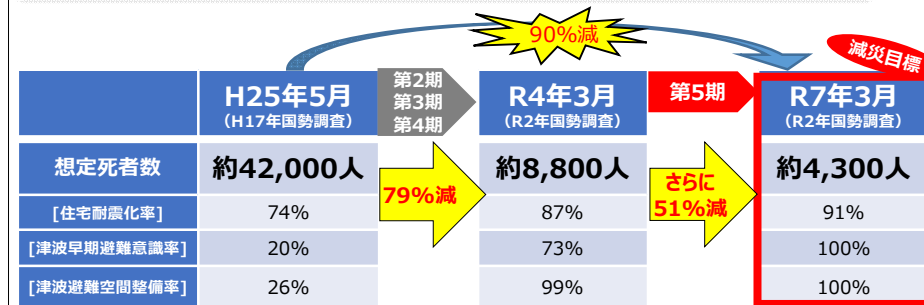 90%減
減災目標
H25年5月
（H17年国勢調査）
第2期
第3期
第4期
R4年3月
（R2年国勢調査）
第5期
R7年3月
（R2年国勢調査）
想定死者数
約42,000人
79%減
約8,800人
さらに
51%減
約4,300人
[住宅耐震化率]
74%
87%
91%
[津波早期避難意識率]
20%
73%
100%
[津波避難空間整備率]
26%
99%
100%